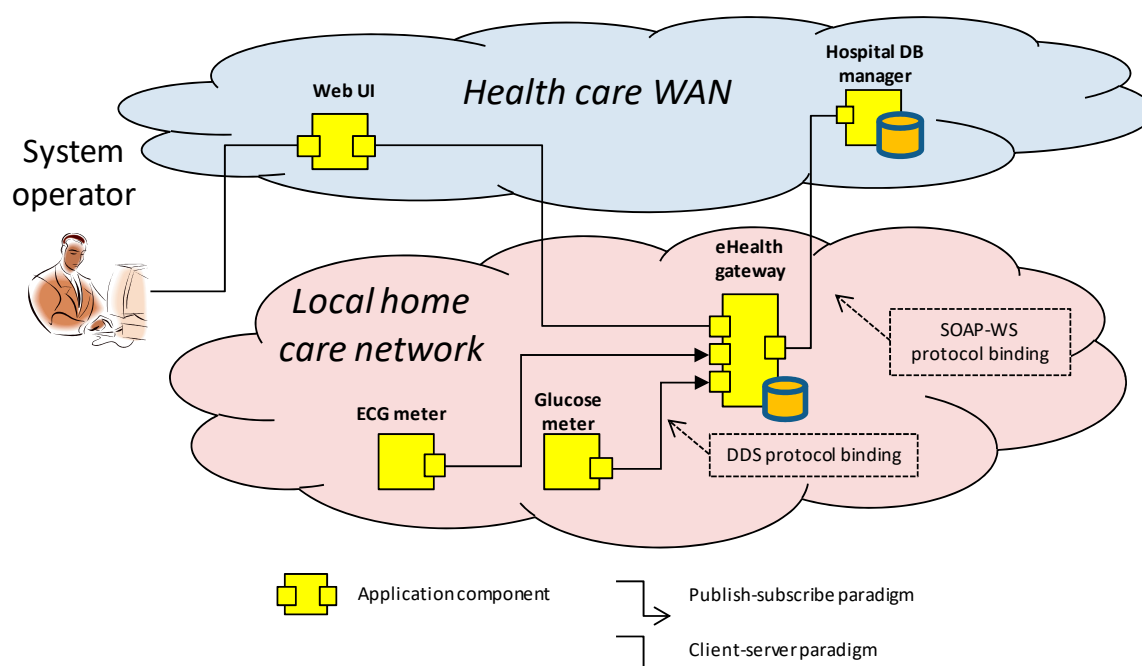 Hospital DB
manager
Web UI
Health care WAN
System
operator
eHealth
gateway
Local home
care network
SOAP-WS
protocol binding
ECG meter
Glucose
meter
DDS protocol binding
Application component
Publish-subscribe paradigm
Client-server paradigm